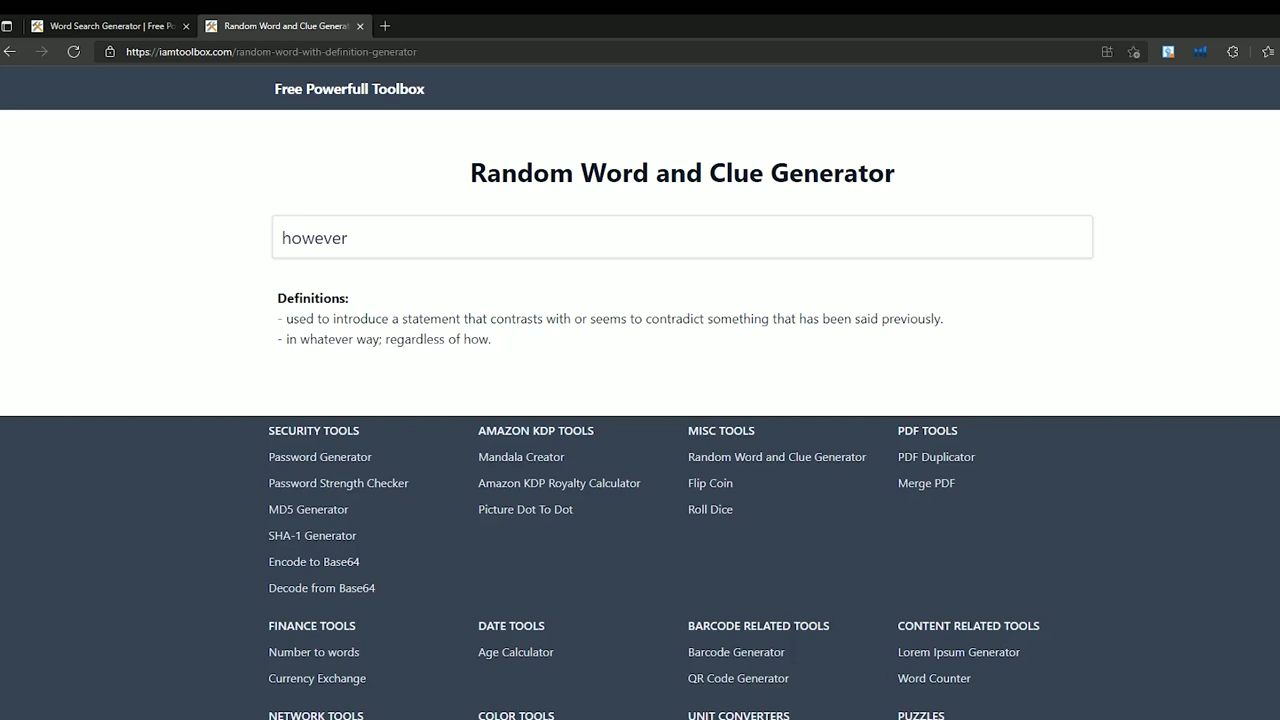 Word Search Generator | Free Po
Random Word and Clue Generat
https://iamtoolbox.com/random-word-with-definition-generator
Free Powerfull Toolbox
Random Word and Clue Generator
however
Definitions:
- used to introduce a statement that contrasts with or seems to contradict something that has been said previously.
- in whatever way; regardless of how.
SECURITY TOOLS
Password Generator
Password Strength Checker
MD5 Generator
SHA-1 Generator
Encode to Base64
Decode from Base64
AMAZON KDP TOOLS
Mandala Creator
Amazon KDP Royalty Calculator
Picture Dot To Dot
MISC TOOLS
Random Word and Clue Generator
Flip Coin
Roll Dice
PDF TOOLS
PDF Duplicator
Merge PDF
FINANCE TOOLS
Number to words
Currency Exchange
DATE TOOLS
Age Calculator
BARCODE RELATED TOOLS
Barcode Generator
QR Code Generator
CONTENT RELATED TOOLS
Lorem Ipsum Generator
Word Counter
NETWORK TOOLS
COLOR TOOLS
UNIT CONVERTERS
PUZZLES